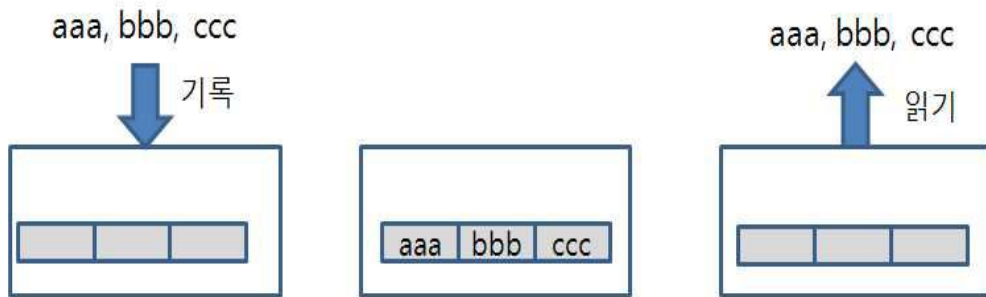 aaa, bbb, ccc
기록
aaa bbb ccc
aaa, bbb, ccc
읽기